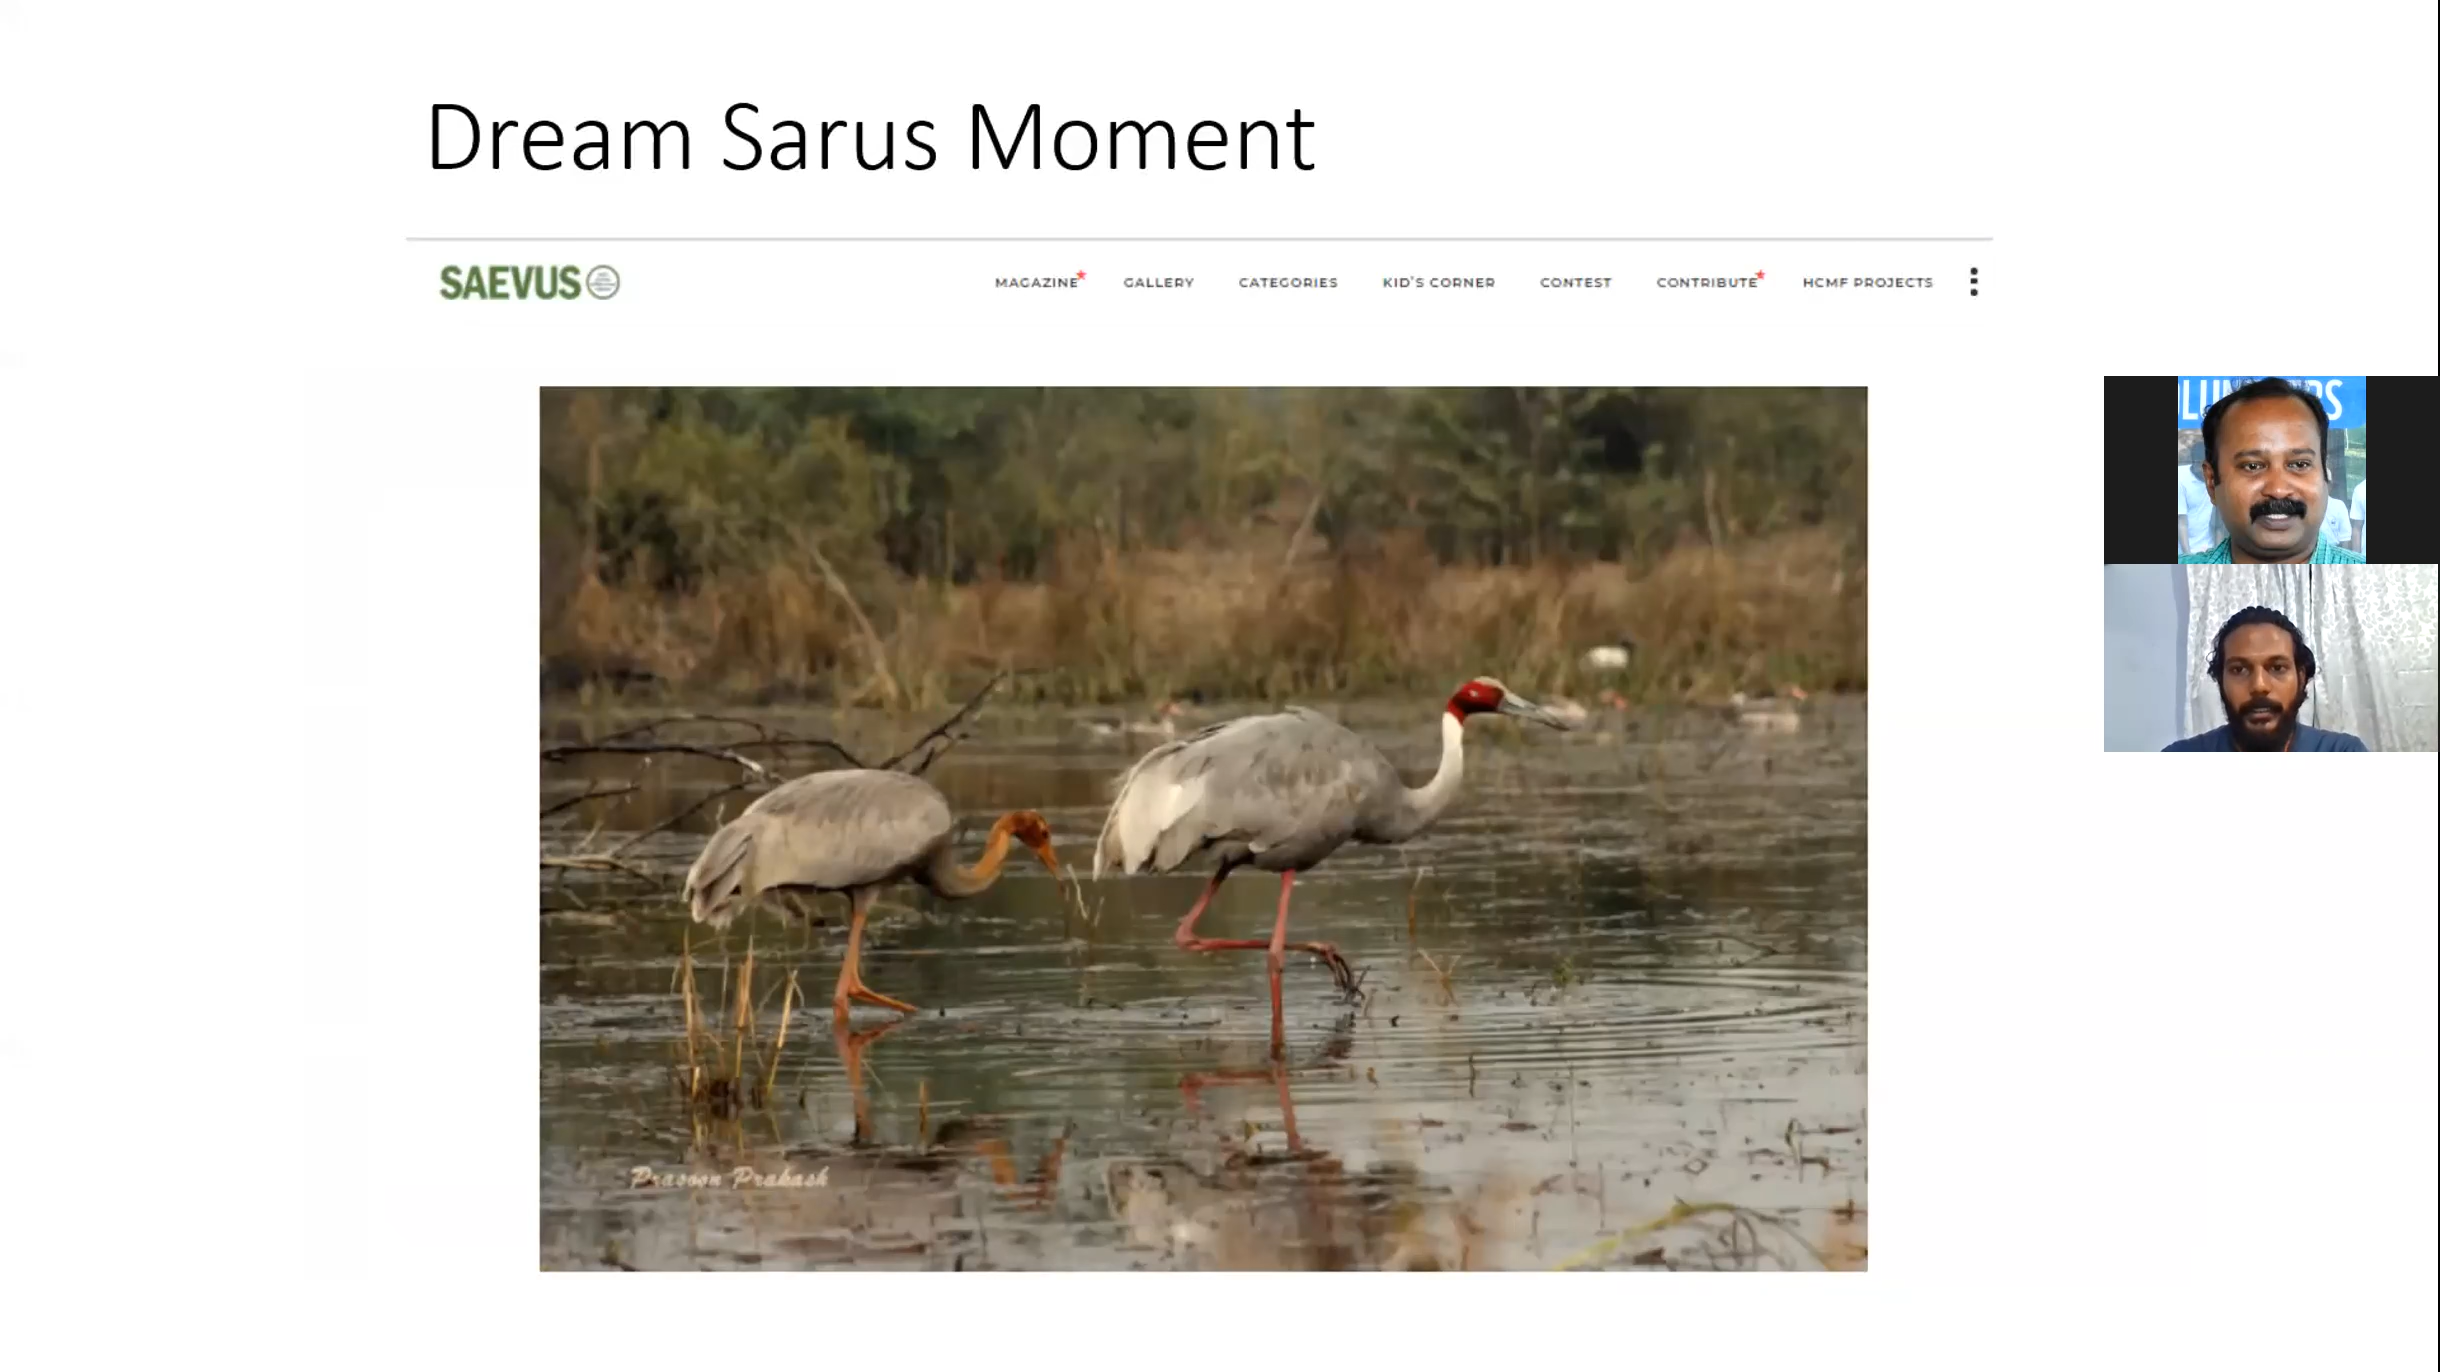 Dream Sarus Moment
SAEVUS
MAGAZINE GALLERY CATEGORIES KID'S CORNER CONTEST CONTRIBUTE HCMF PROJECTS
Prasoon Prakash